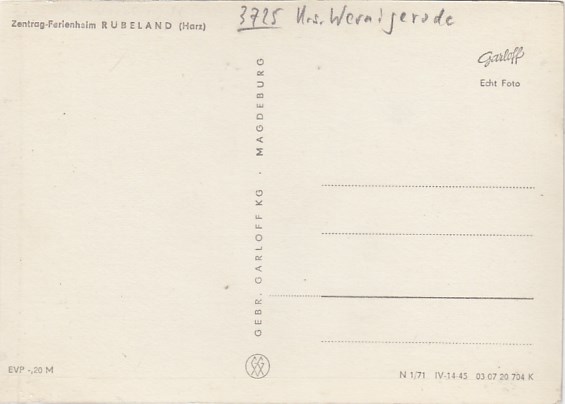 Zentrag-Ferienheim RUBELAND (Harz)
3725 Krs. Wernigerode
Garloff
Echt Foto
GEBR. GARLOFF KG · MAGDEBURG
EVP -,20 M
N 1/71 IV-14-45 03 07 20 704 K